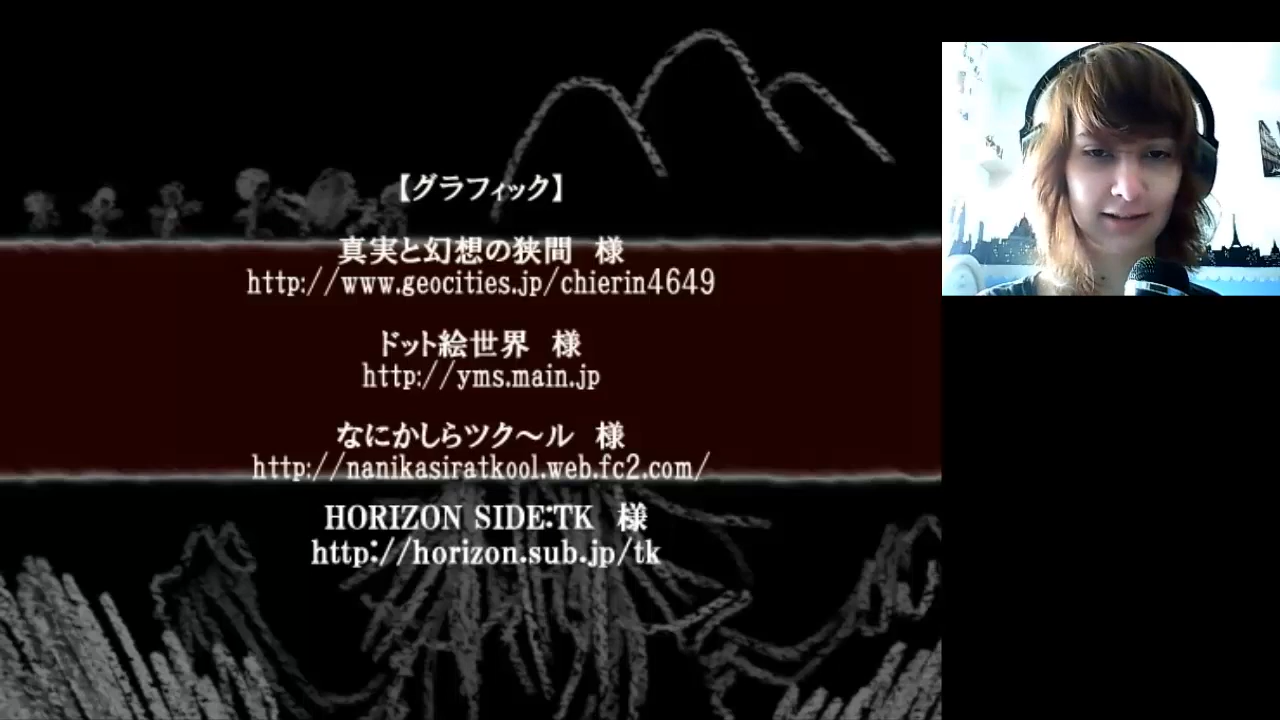 【グラフィック】
真実と幻想の狭間 様
http://www.geocities.jp/chierin4649
ドット絵世界 様
http://yms.main.jp
なにかしらツク～ル 様
http://nanikasiratkool.web.fc2.com/
HORIZON SIDE:TK 様
http://horizon.sub.jp/tk